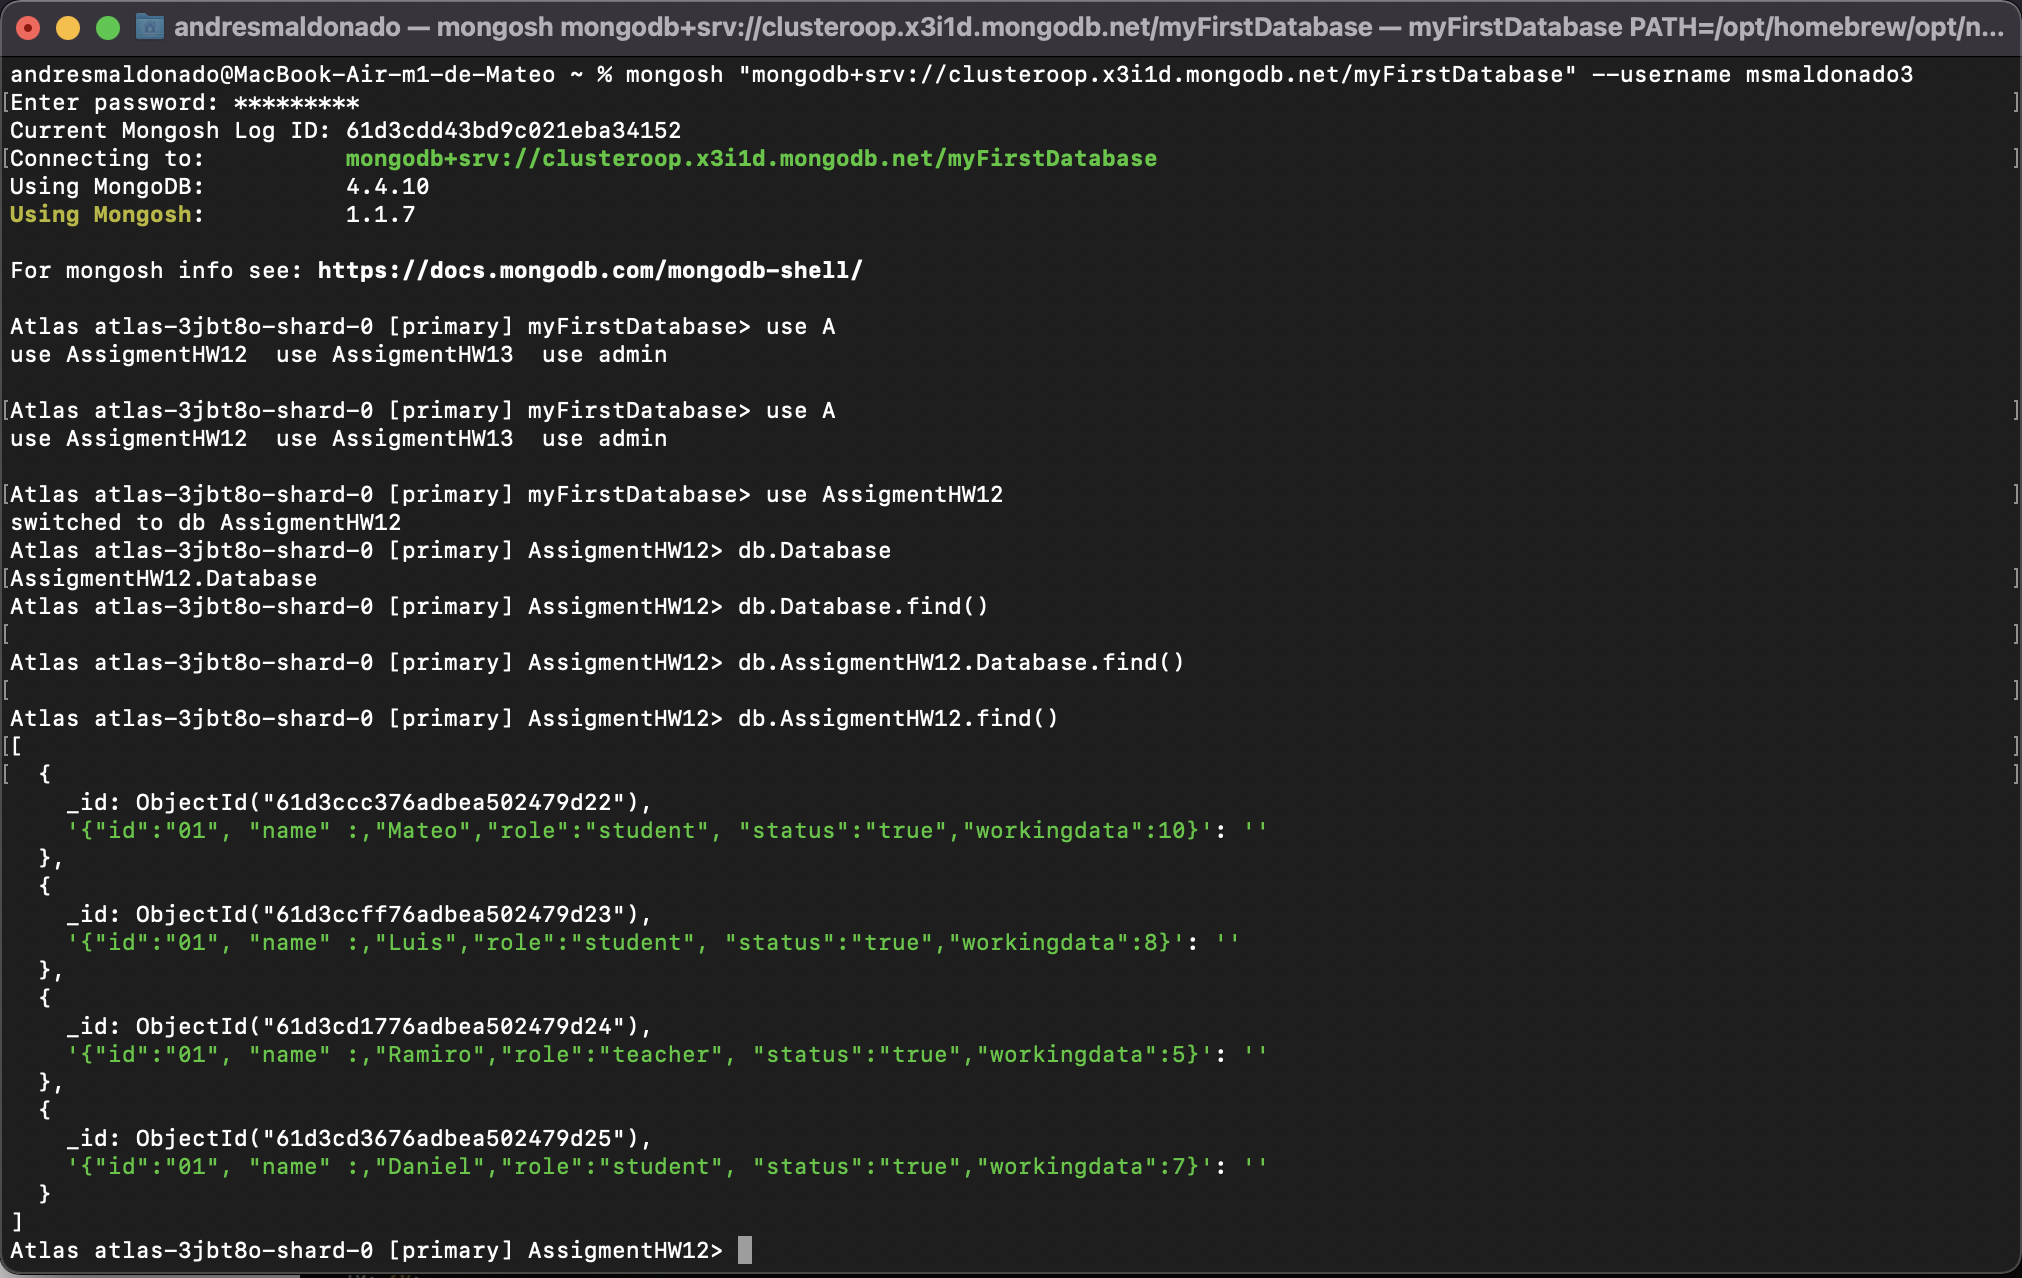 andresmaldonado — mongosh mongodb+srv://clusteroop.x3i1d.mongodb.net/myFirstDatabase — myFirstDatabase PATH=/opt/homebrew/opt/n...
andresmaldonado@MacBook-Air-m1-de-Mateo ~ % mongosh "mongodb+srv://clusteroop.x3i1d.mongodb.net/myFirstDatabase" --username msmaldonado3
[Enter password: ********* ]
Current Mongosh Log ID: 61d3cdd43bd9c021eba34152
[Connecting to: mongodb+srv://clusteroop.x3i1d.mongodb.net/myFirstDatabase ]
Using MongoDB: 4.4.10
Using Mongosh: 1.1.7
For mongosh info see: https://docs.mongodb.com/mongodb-shell/
Atlas atlas-3jbt8o-shard-0 [primary] myFirstDatabase> use A
use AssigmentHW12  use AssigmentHW13  use admin
[Atlas atlas-3jbt8o-shard-0 [primary] myFirstDatabase> use A ]
use AssigmentHW12  use AssigmentHW13  use admin
[Atlas atlas-3jbt8o-shard-0 [primary] myFirstDatabase> use AssigmentHW12 ]
switched to db AssigmentHW12
Atlas atlas-3jbt8o-shard-0 [primary] AssigmentHW12> db.Database
[AssigmentHW12.Database ]
Atlas atlas-3jbt8o-shard-0 [primary] AssigmentHW12> db.Database.find()
[ ]
Atlas atlas-3jbt8o-shard-0 [primary] AssigmentHW12> db.AssigmentHW12.Database.find()
[ ]
Atlas atlas-3jbt8o-shard-0 [primary] AssigmentHW12> db.AssigmentHW12.find()
[[ ]
[  { ]
    _id: ObjectId("61d3ccc376adbea502479d22"),
    '{"id":"01", "name" :,"Mateo","role":"student", "status":"true","workingdata":10}': ''
  },
  {
    _id: ObjectId("61d3ccff76adbea502479d23"),
    '{"id":"01", "name" :,"Luis","role":"student", "status":"true","workingdata":8}': ''
  },
  {
    _id: ObjectId("61d3cd1776adbea502479d24"),
    '{"id":"01", "name" :,"Ramiro","role":"teacher", "status":"true","workingdata":5}': ''
  },
  {
    _id: ObjectId("61d3cd3676adbea502479d25"),
    '{"id":"01", "name" :,"Daniel","role":"student", "status":"true","workingdata":7}': ''
  }
]
Atlas atlas-3jbt8o-shard-0 [primary] AssigmentHW12>